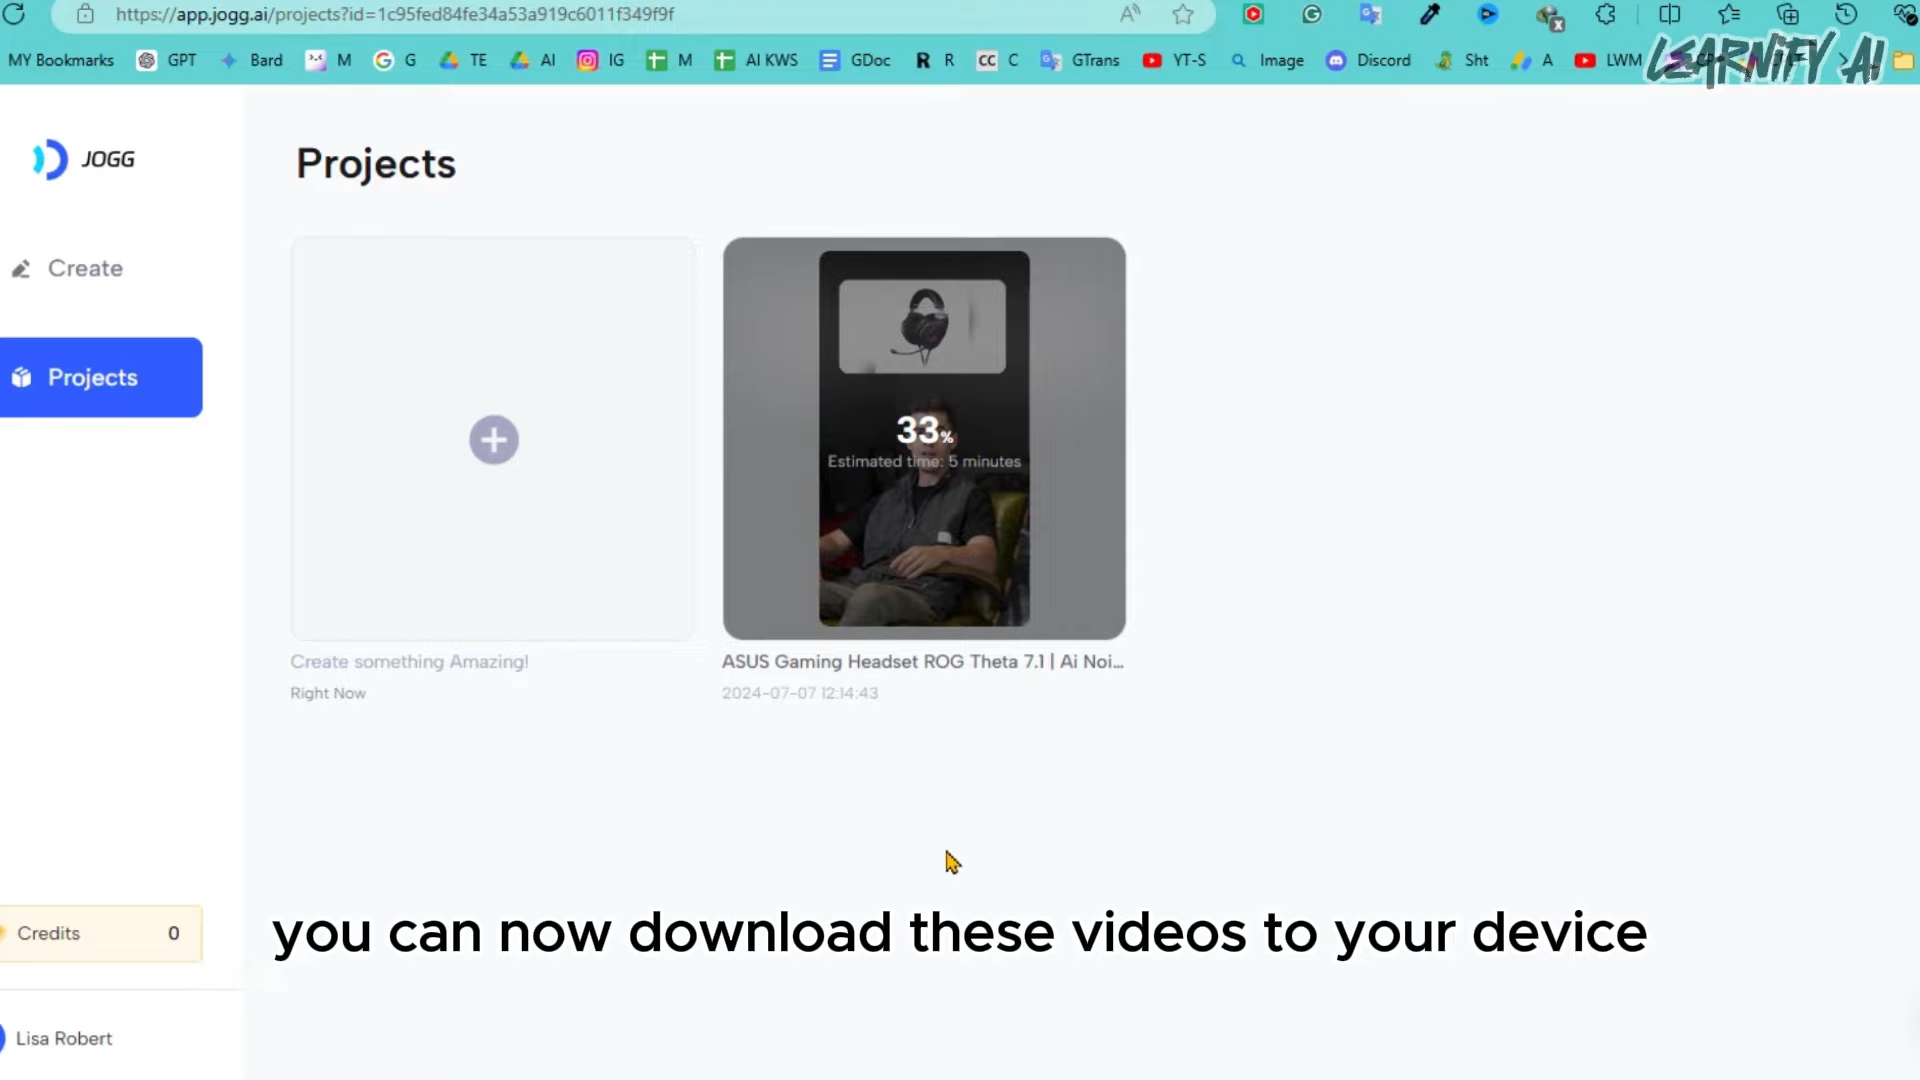 https://app.jogg.ai/projects?id=1c95fed84fe34a53a919c6011f349f9f
MY Bookmarks GPT Bard M G TE AI IG M AI KWS GDoc R R CC C GTrans YT-S Image Discord Sht A LWM
LEARNIFY AI
JOGG
Projects
Create
Projects
33%
Estimated time: 5 minutes
Create something Amazing!
Right Now
ASUS Gaming Headset ROG Theta 7.1 | Ai Noi...
2024-07-07 12:14:43
Credits 0
you can now download these videos to your device
Lisa Robert